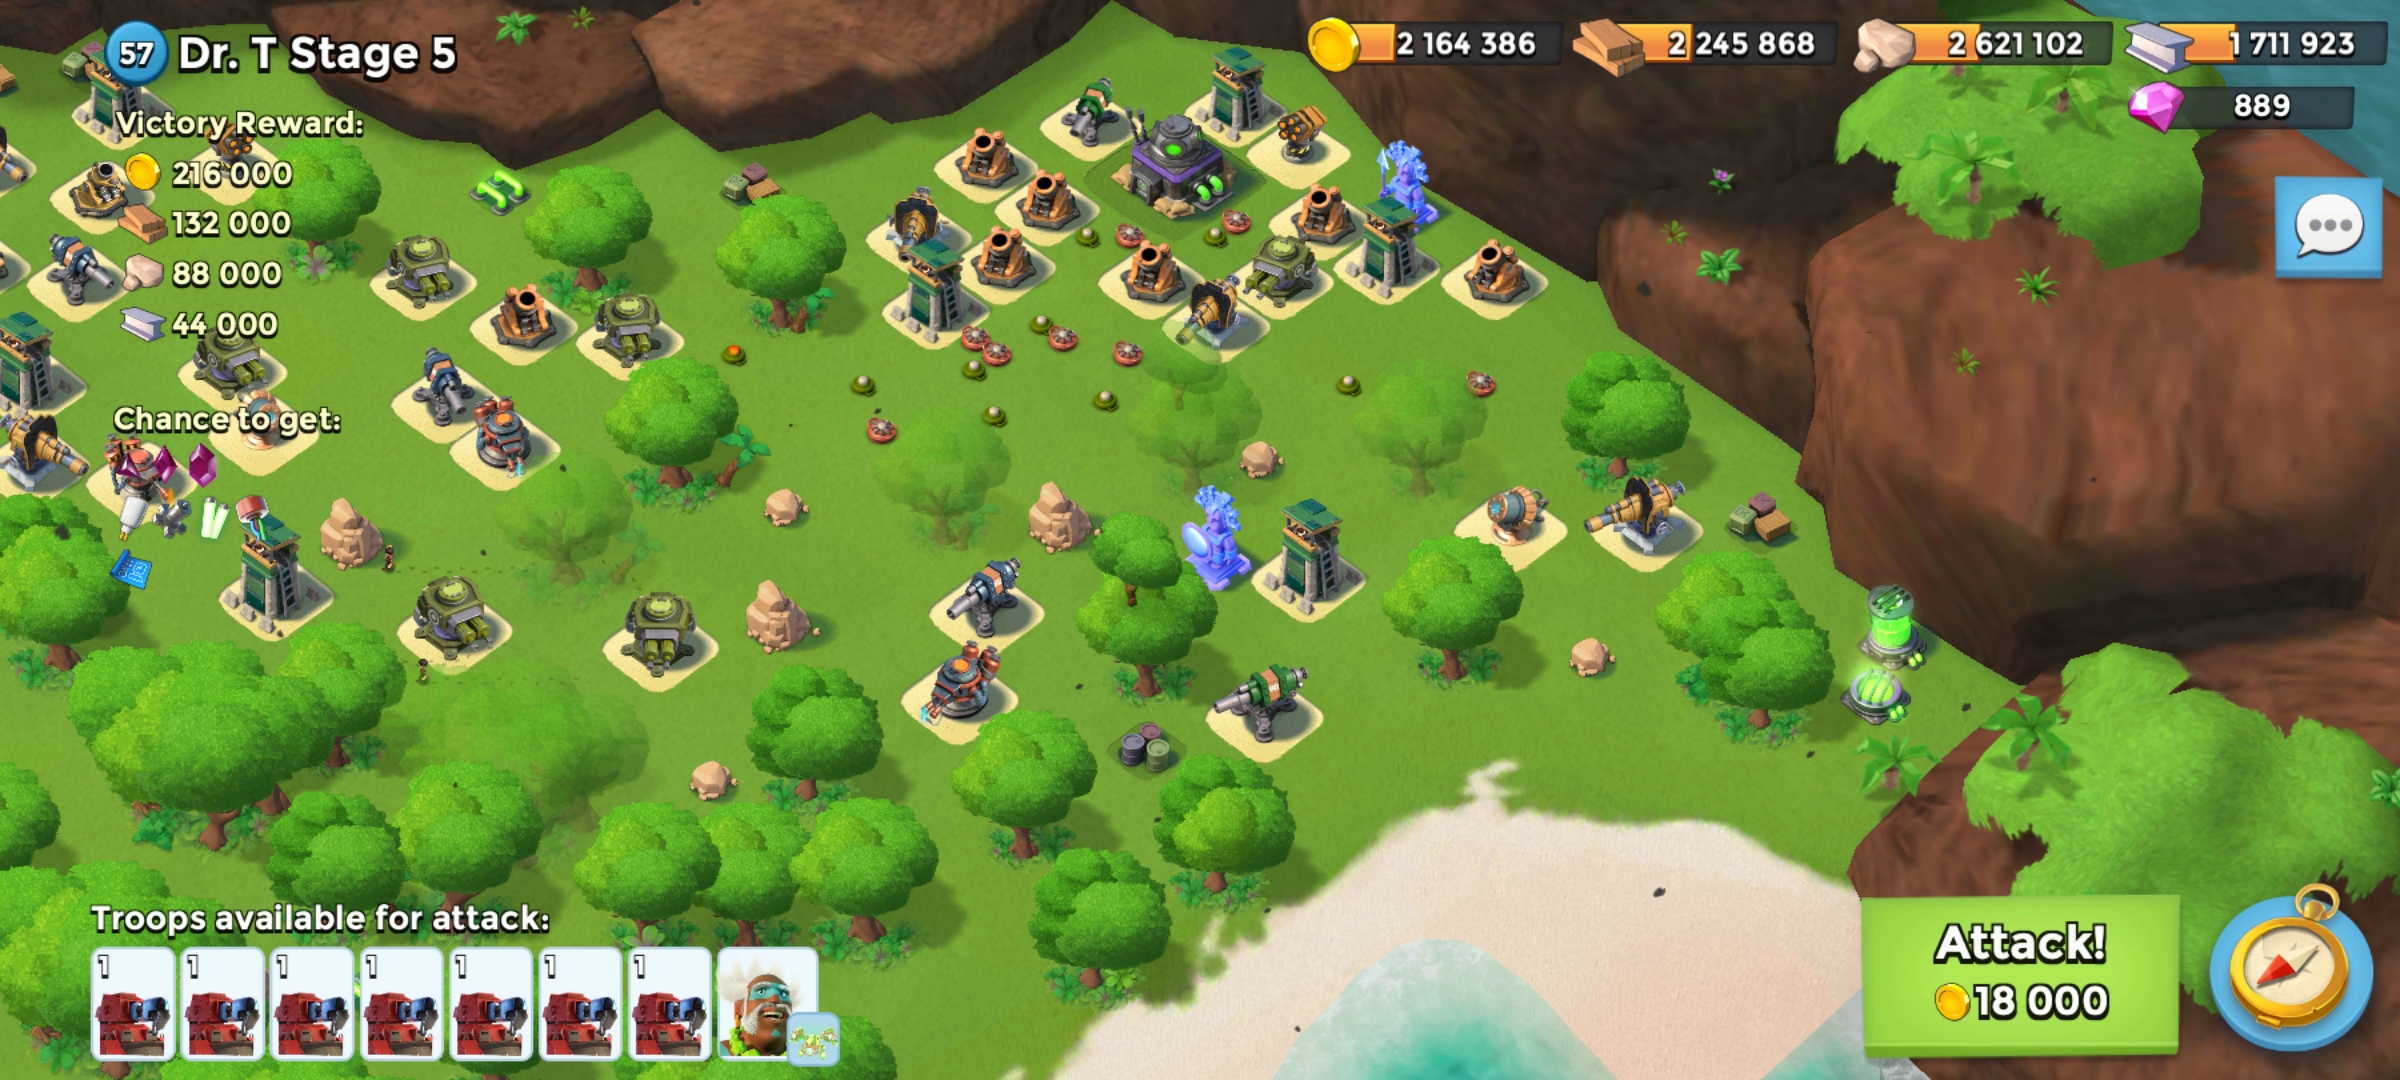 57 Dr. T Stage 5
2 164 386
2 245 868
2 621 102
1 711 923
889
Victory Reward:
216 000
132 000
88 000
44 000
Chance to get:
Troops available for attack:
1 1 1 1 1 1 1
Attack!
18 000